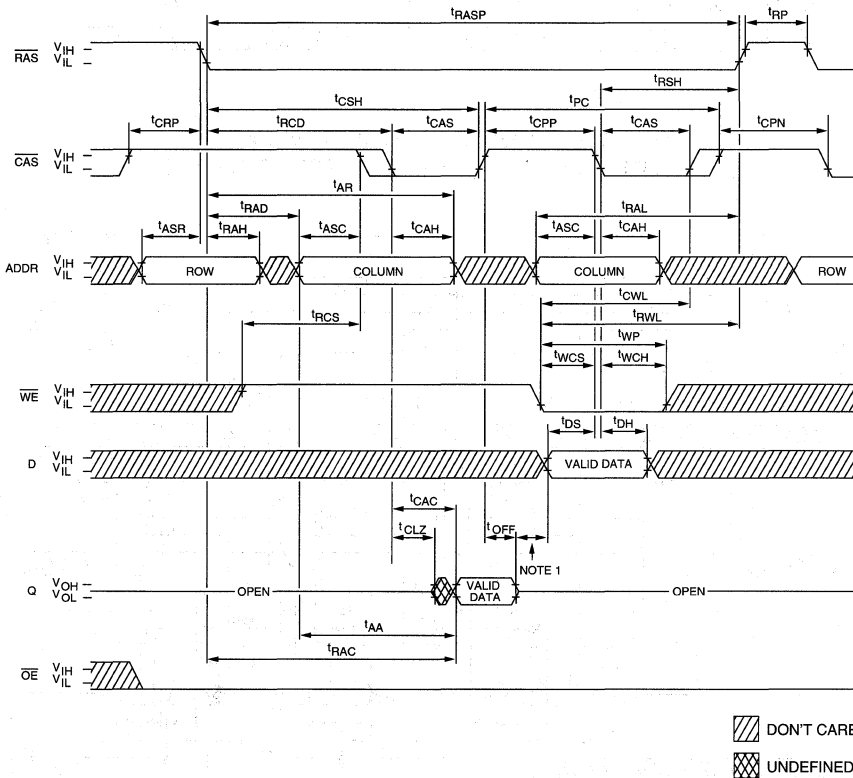 tRASP
tRP
RAS VIH VIL
tRSH
tCSH
tPC
tCRP
tRCD
tCAS
tCPP
tCAS
tCPN
CAS VIH VIL
tAR
tRAD
tRAL
tASR
tRAH
tASC
tCAH
tASC
tCAH
ADDR VIH VIL
ROW
COLUMN
COLUMN
ROW
tCWL
tRCS
tRWL
tWP
tWCS
tWCH
WE VIH VIL
tDS
tDH
D VIH VIL
VALID DATA
tCAC
tCLZ
tOFF
NOTE 1
Q VOH VOL
OPEN
VALID
DATA
OPEN
tAA
tRAC
OE VIH VIL
DON'T CARE
UNDEFINED